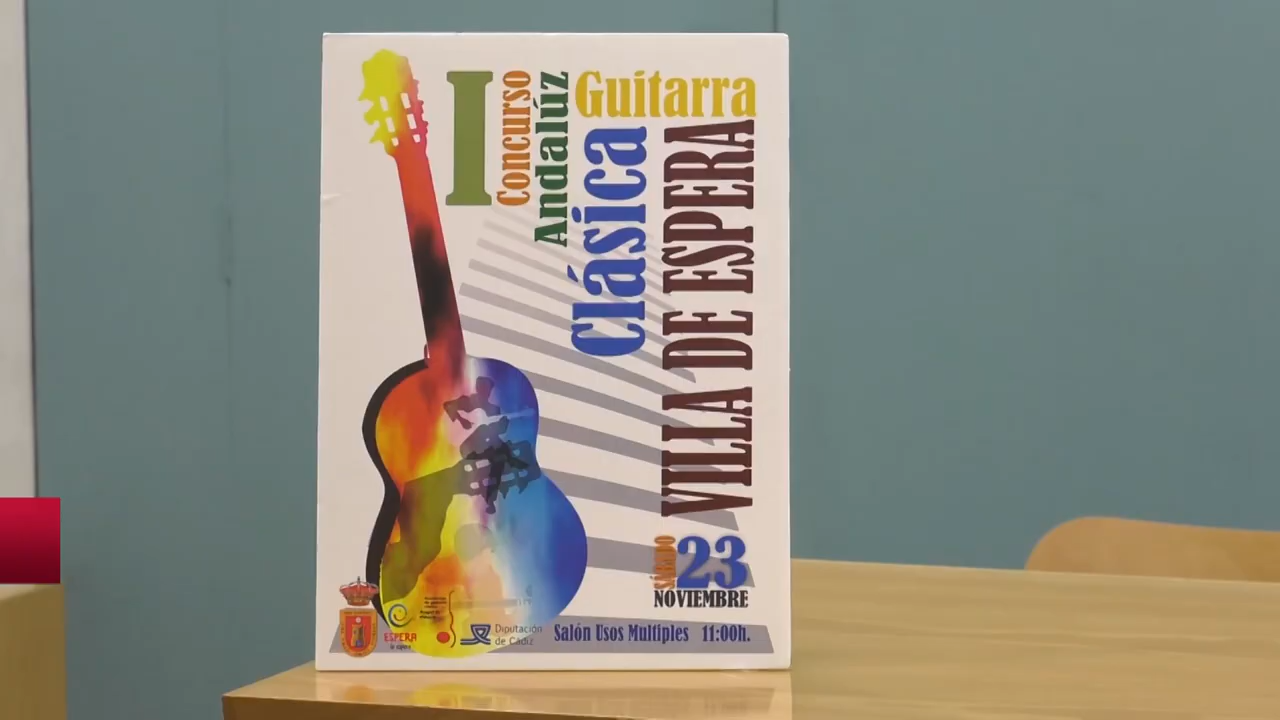 I
Concurso
Andalúz
Guitarra
Clásica
VILLA DE ESPERA
SÁBADO
23
NOVIEMBRE
ESPERA
Diputación
de Cádiz
Salón Usos Multiples 11:00h.